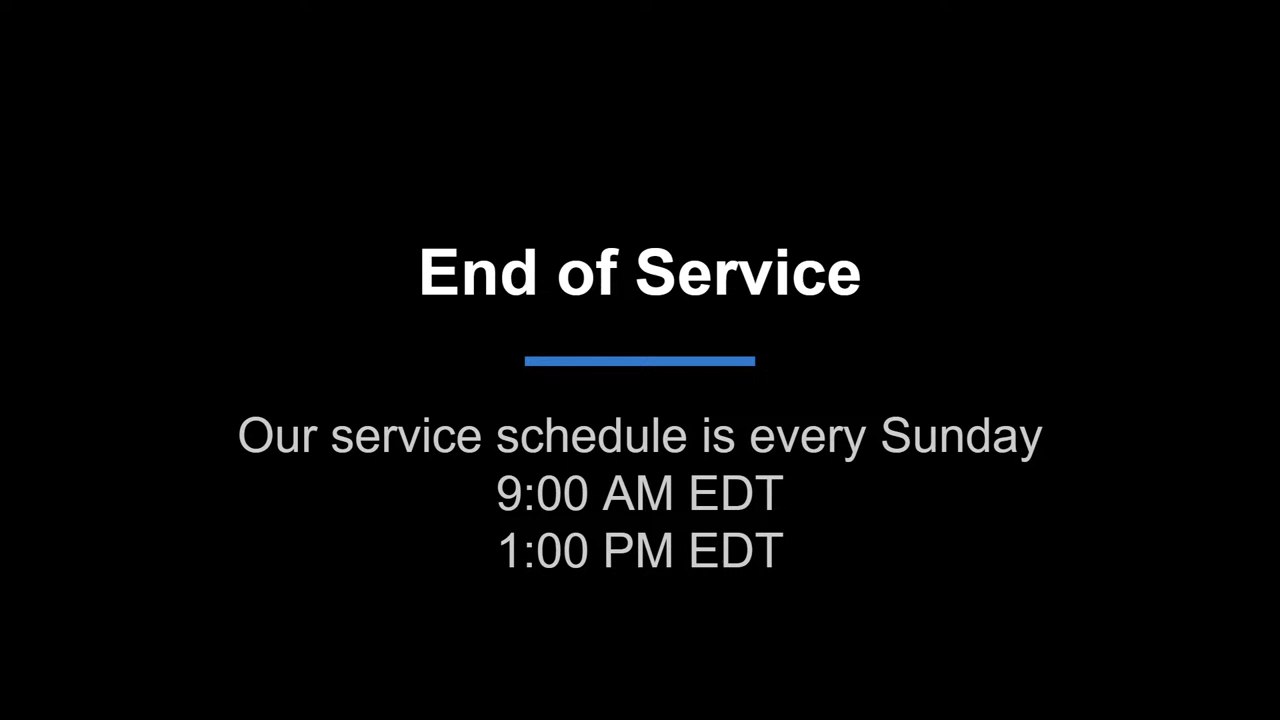 End of Service
Our service schedule is every Sunday
9:00 AM EDT
1:00 PM EDT